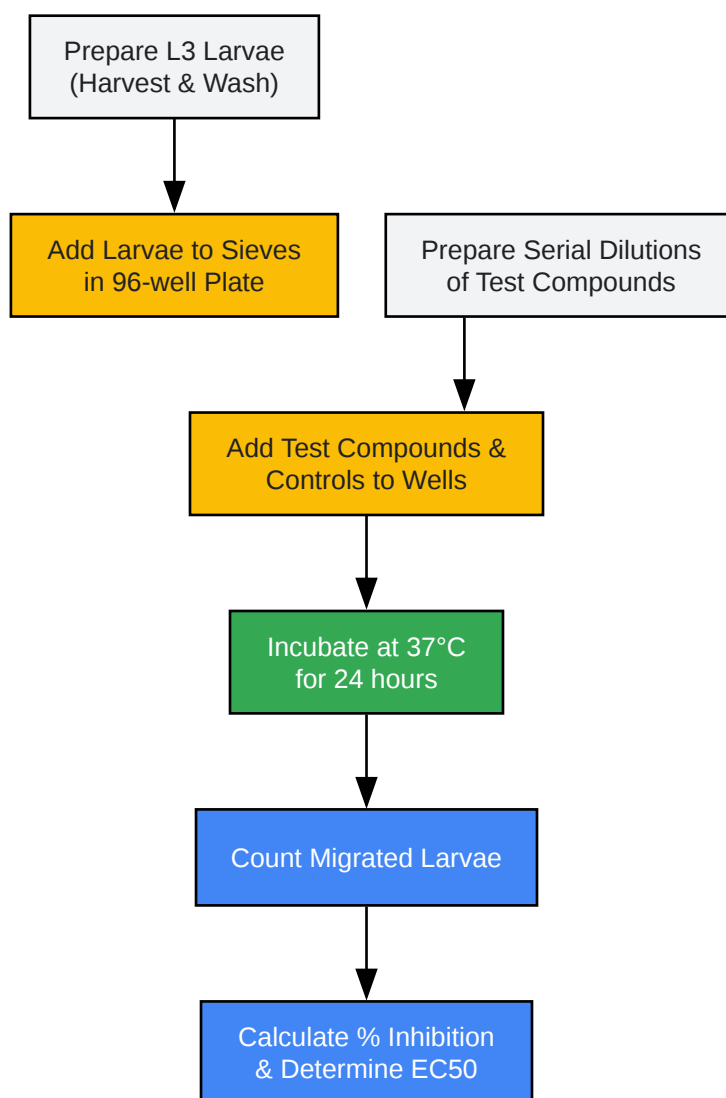 Prepare L3 Larvae
(Harvest & Wash)
Add Larvae to Sieves
in 96-well Plate
Prepare Serial Dilutions
of Test Compounds
Add Test Compounds &
Controls to Wells
Incubate at 37°C
for 24 hours
Count Migrated Larvae
Calculate % Inhibition
& Determine EC50